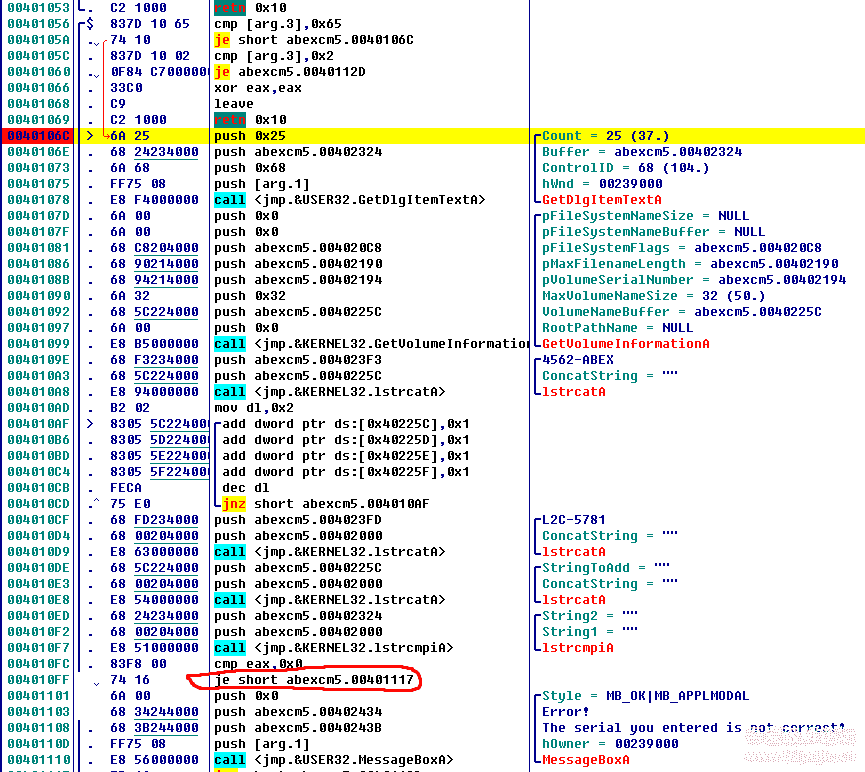 00401053 . C2 1000 retn 0x10
00401056 $ 837D 10 65 cmp [arg.3],0x65
0040105A . 74 10 je short abexcm5.0040106C
0040105C . 837D 10 02 cmp [arg.3],0x2
00401060 . 0F84 C7000000 je abexcm5.0040112D
00401066 . 33C0 xor eax,eax
00401068 . C9 leave
00401069 . C2 1000 retn 0x10
0040106C > 6A 25 push 0x25 Count = 25 (37.)
0040106E . 68 24234000 push abexcm5.00402324 Buffer = abexcm5.00402324
00401073 . 6A 68 push 0x68 ControlID = 68 (104.)
00401075 . FF75 08 push [arg.1] hWnd = 00239000
00401078 . E8 F4000000 call <jmp.&USER32.GetDlgItemTextA> GetDlgItemTextA
0040107D . 6A 00 push 0x0 pFileSystemNameSize = NULL
0040107F . 6A 00 push 0x0 pFileSystemNameBuffer = NULL
00401081 . 68 C8204000 push abexcm5.004020C8 pFileSystemFlags = abexcm5.004020C8
00401086 . 68 90214000 push abexcm5.00402190 pMaxFilenameLength = abexcm5.00402190
0040108B . 68 94214000 push abexcm5.00402194 pVolumeSerialNumber = abexcm5.00402194
00401090 . 6A 32 push 0x32 MaxVolumeNameSize = 32 (50.)
00401092 . 68 5C224000 push abexcm5.0040225C VolumeNameBuffer = abexcm5.0040225C
00401097 . 6A 00 push 0x0 RootPathName = NULL
00401099 . E8 B5000000 call <jmp.&KERNEL32.GetVolumeInformation GetVolumeInformationA
0040109E . 68 F3234000 push abexcm5.004023F3 4562-ABEX
004010A3 . 68 5C224000 push abexcm5.0040225C ConcatString = ""
004010A8 . E8 94000000 call <jmp.&KERNEL32.lstrcatA> lstrcatA
004010AD . B2 02 mov dl,0x2
004010AF > 8305 5C224000 add dword ptr ds:[0x40225C],0x1
004010B6 . 8305 5D224000 add dword ptr ds:[0x40225D],0x1
004010BD . 8305 5E224000 add dword ptr ds:[0x40225E],0x1
004010C4 . 8305 5F224000 add dword ptr ds:[0x40225F],0x1
004010CB . FECA dec dl
004010CD .^ 75 E0 jnz short abexcm5.004010AF
004010CF . 68 FD234000 push abexcm5.004023FD L2C-5781
004010D4 . 68 00204000 push abexcm5.00402000 ConcatString = ""
004010D9 . E8 63000000 call <jmp.&KERNEL32.lstrcatA> lstrcatA
004010DE . 68 5C224000 push abexcm5.0040225C StringToAdd = ""
004010E3 . 68 00204000 push abexcm5.00402000 ConcatString = ""
004010E8 . E8 54000000 call <jmp.&KERNEL32.lstrcatA> lstrcatA
004010ED . 68 24234000 push abexcm5.00402324 String2 = ""
004010F2 . 68 00204000 push abexcm5.00402000 String1 = ""
004010F7 . E8 51000000 call <jmp.&KERNEL32.lstrcmpiA> lstrcmpiA
004010FC . 83F8 00 cmp eax,0x0
004010FF 74 16 je short abexcm5.00401117
00401101 . 6A 00 push 0x0 Style = MB_OK|MB_APPLMODAL
00401103 . 68 34244000 push abexcm5.00402434 Error!
00401108 . 68 3B244000 push abexcm5.0040243B The serial you entered is not correct!
0040110D . FF75 08 push [arg.1] hOwner = 00239000
00401110 . E8 56000000 call <jmp.&USER32.MessageBoxA> MessageBoxA